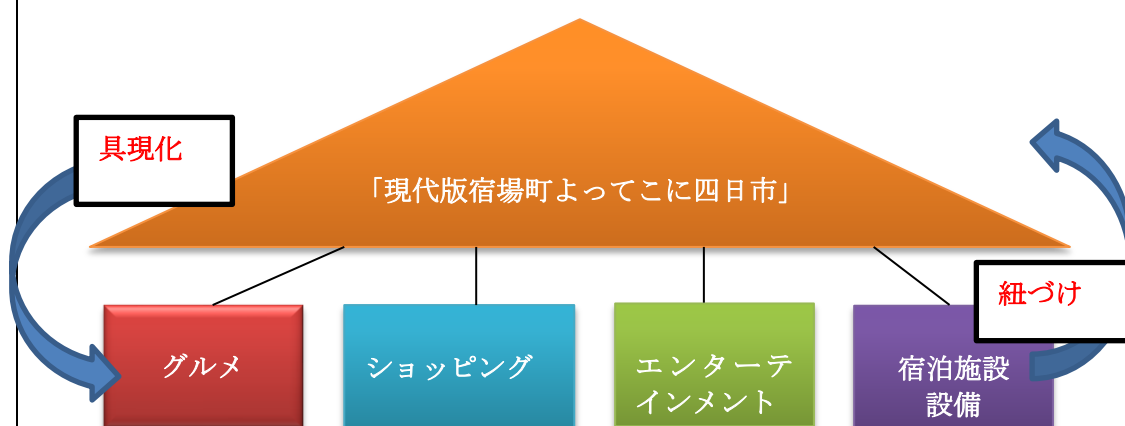 具現化
「現代版宿場町よってこに四日市」
紐づけ
グルメ
ショッピング
エンターテ
インメント
宿泊施設
設備